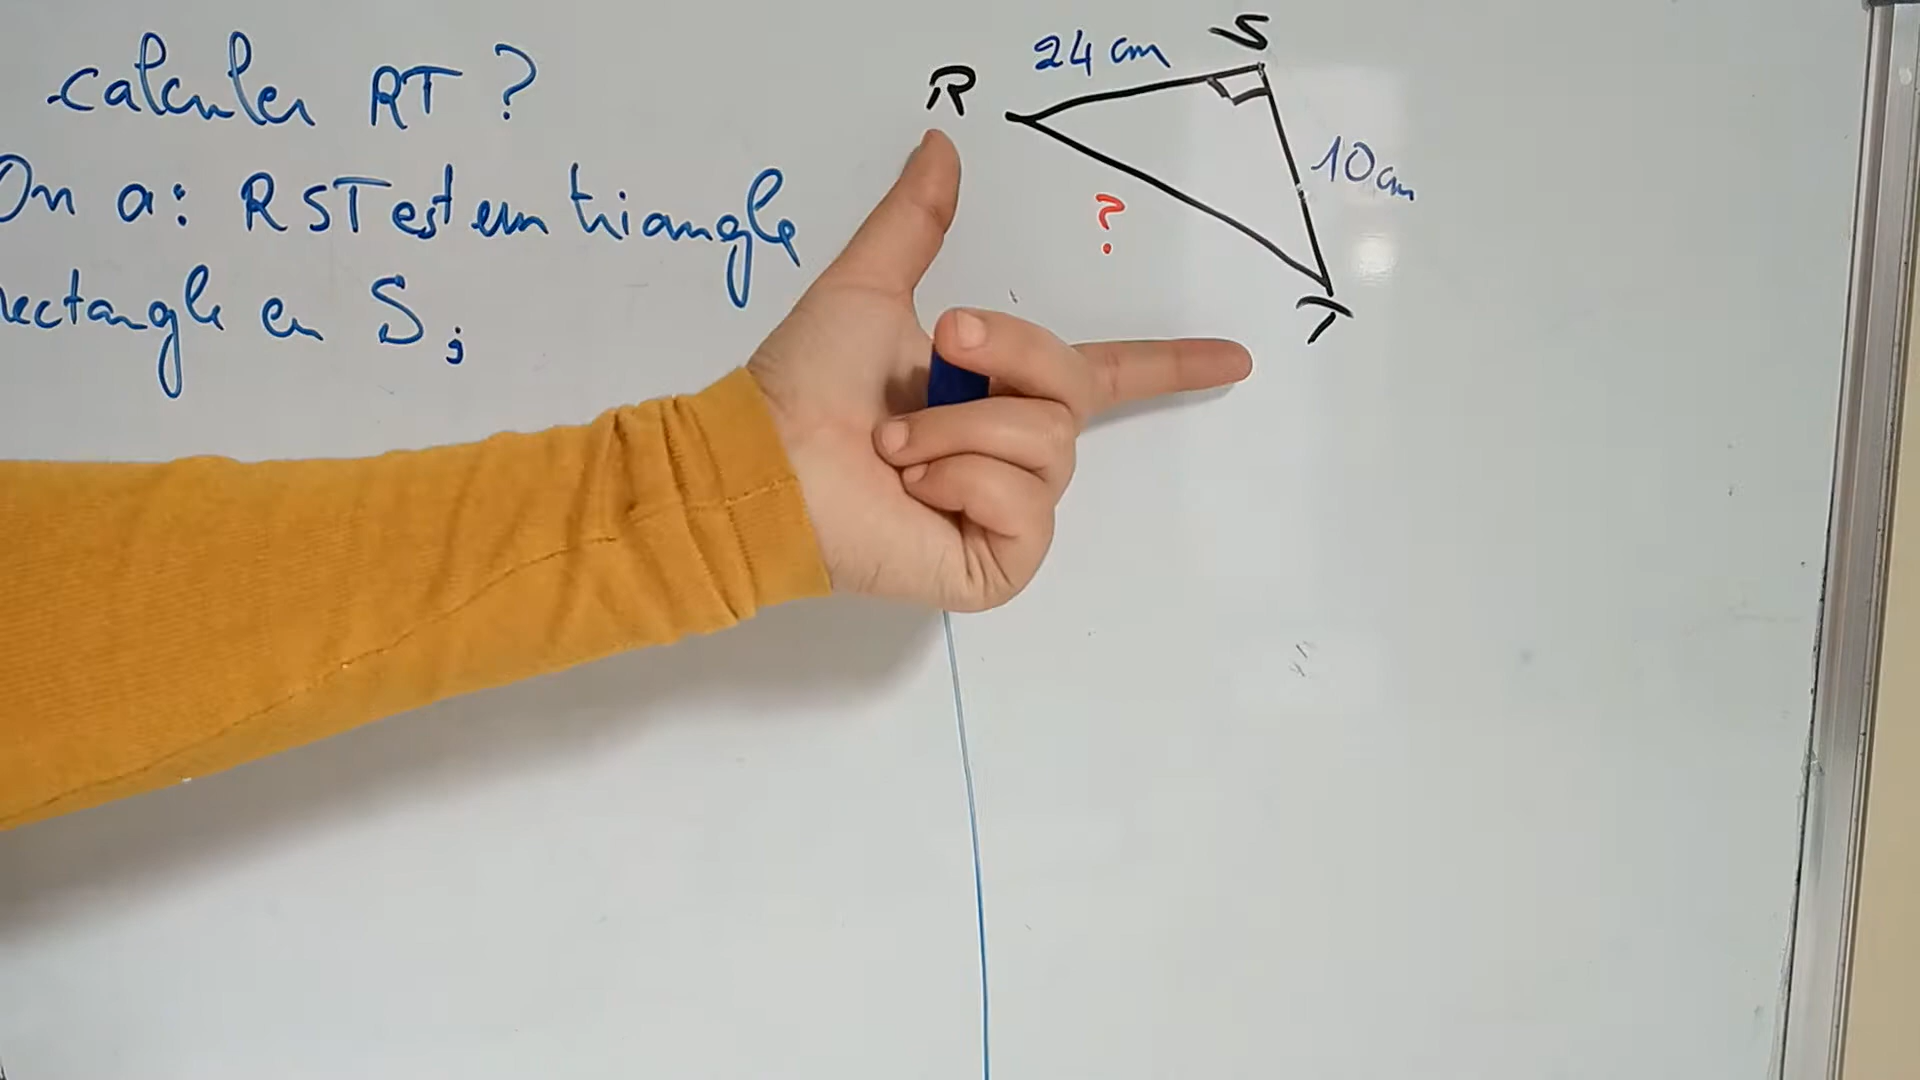 calculer RT ?
On a: RST est un triangle
rectangle en S ;
R
24 cm
S
10 cm
?
T